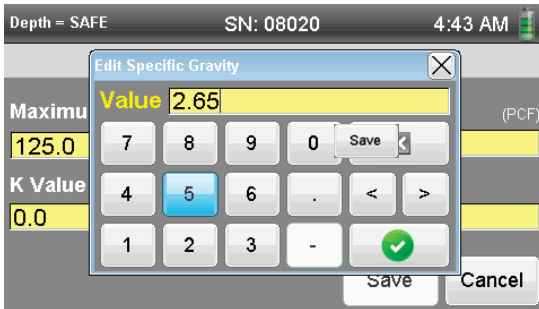 Depth = SAFE SN: 08020 4:43 AM
Edit Specific Gravity
Value 2.65
Maximu (PCF)
125.0
7 8 9 0 Save
K Value
4 5 6 . < >
0.0
1 2 3 -
Save Cancel